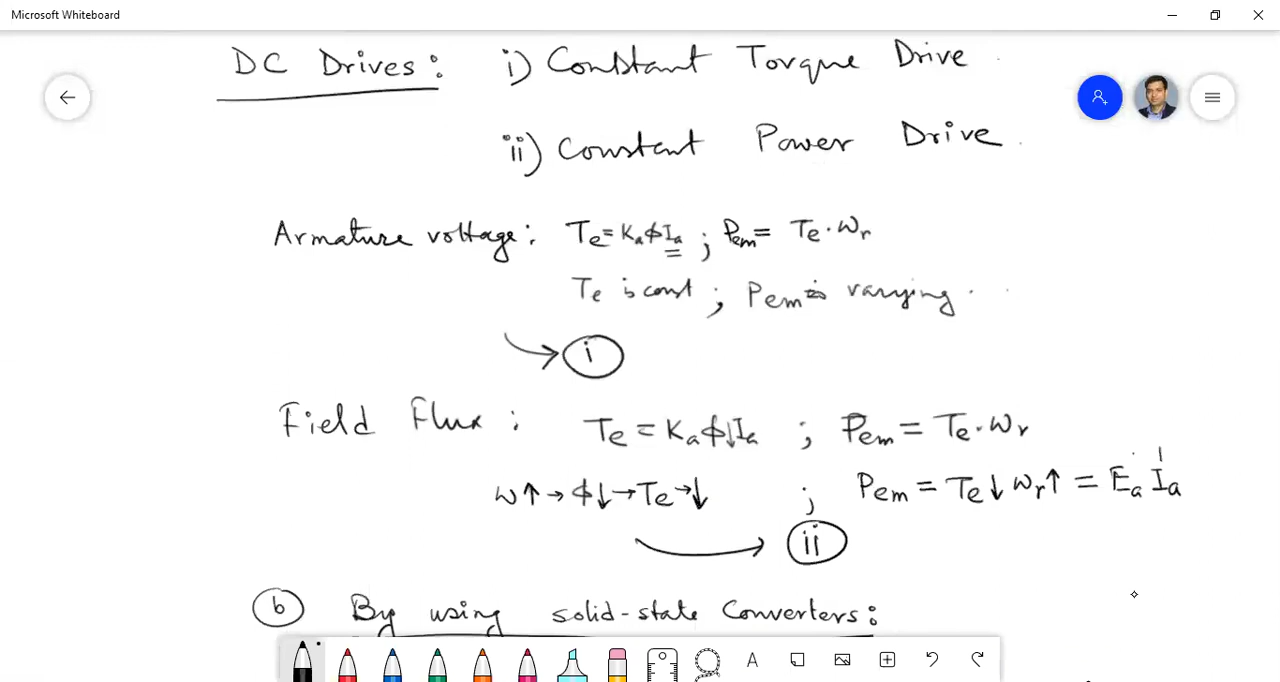 Microsoft Whiteboard
DC Drives: i) Constant Torque Drive
ii) Constant Power Drive
Armature voltage: Te = KaϕIa ; Pem = Te·ωr
Te is const ; Pem is varying.
→ i
Field Flux : Te = Kaϕ↓Ia ; Pem = Te·ωr
ω↑→ϕ↓→Te→↓ ; Pem = Te↓ ωr↑ = Ea Ia
→ ii
b By using solid-state Converters:
A